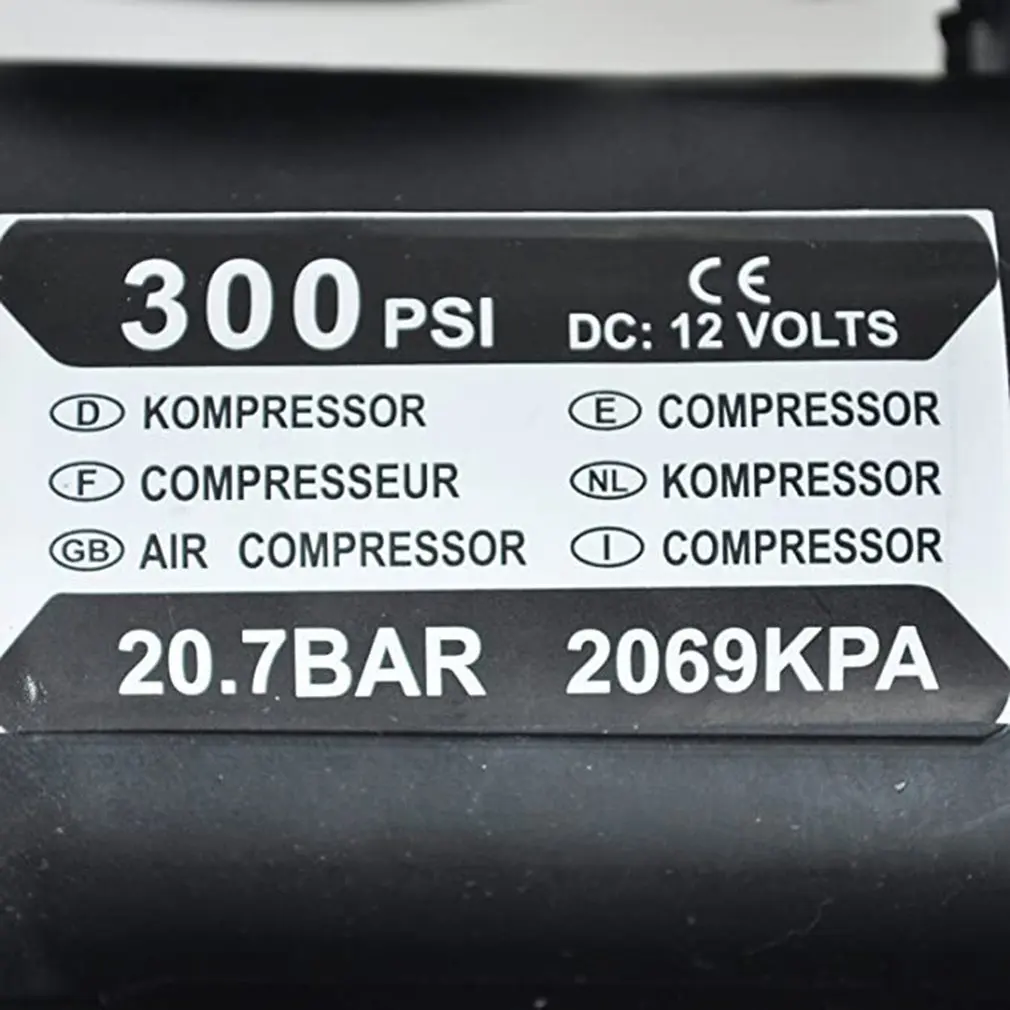 300 PSI CE
DC: 12 VOLTS
D KOMPRESSOR E COMPRESSOR
F COMPRESSEUR NL KOMPRESSOR
GB AIR COMPRESSOR I COMPRESSOR
20.7BAR 2069KPA